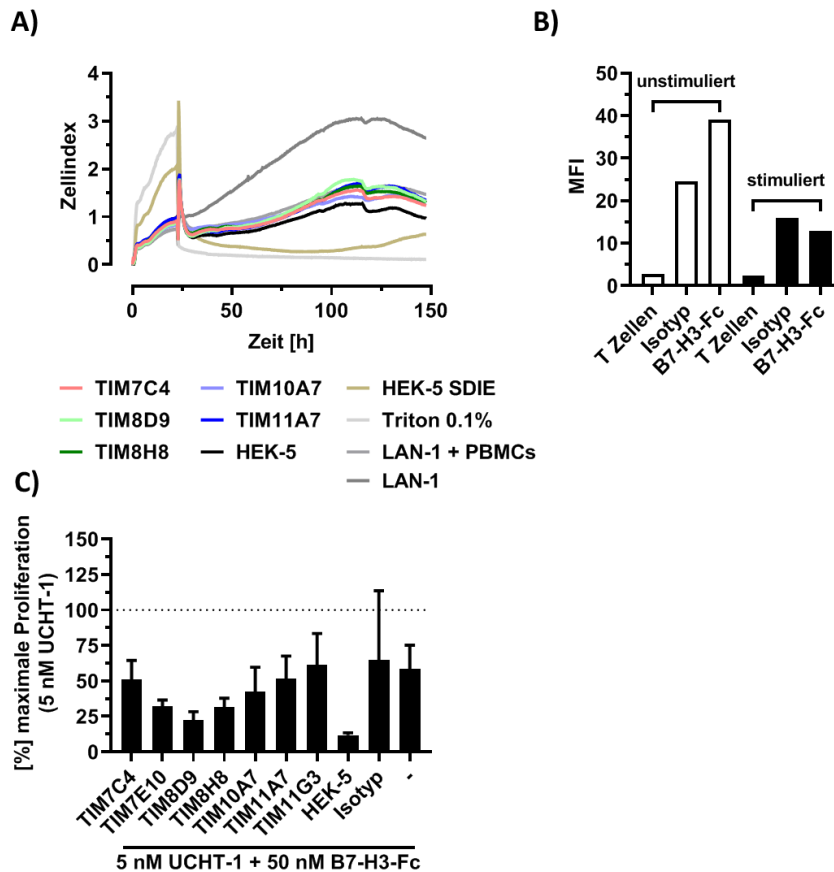 A)
4
3
2
1
0
Zellindex
0 50 100 150
Zeit [h]
TIM7C4 TIM10A7 HEK-5 SDIE
TIM8D9 TIM11A7 Triton 0.1%
TIM8H8 HEK-5 LAN-1 + PBMCs
LAN-1
B)
50
40
30
20
10
0
MFI
unstimuliert
stimuliert
T Zellen
Isotyp
B7-H3-Fc
T Zellen
Isotyp
B7-H3-Fc
C)
150
125
100
75
50
25
0
[%] maximale Proliferation
(5 nM UCHT-1)
TIM7C4
TIM7E10
TIM8D9
TIM8H8
TIM10A7
TIM11A7
TIM11G3
HEK-5
Isotyp
-
5 nM UCHT-1 + 50 nM B7-H3-Fc